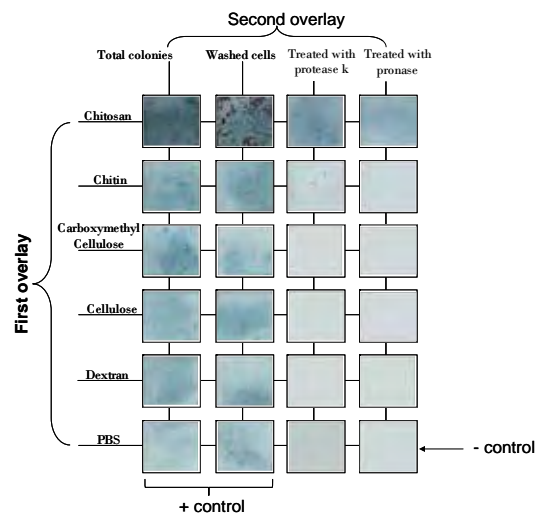 Second overlay
Total colonies
Washed cells
Treated with
protease k
Treated with
pronase
First overlay
Chitosan
Chitin
Carboxymethyl
Cellulose
Cellulose
Dextran
PBS
- control
+ control